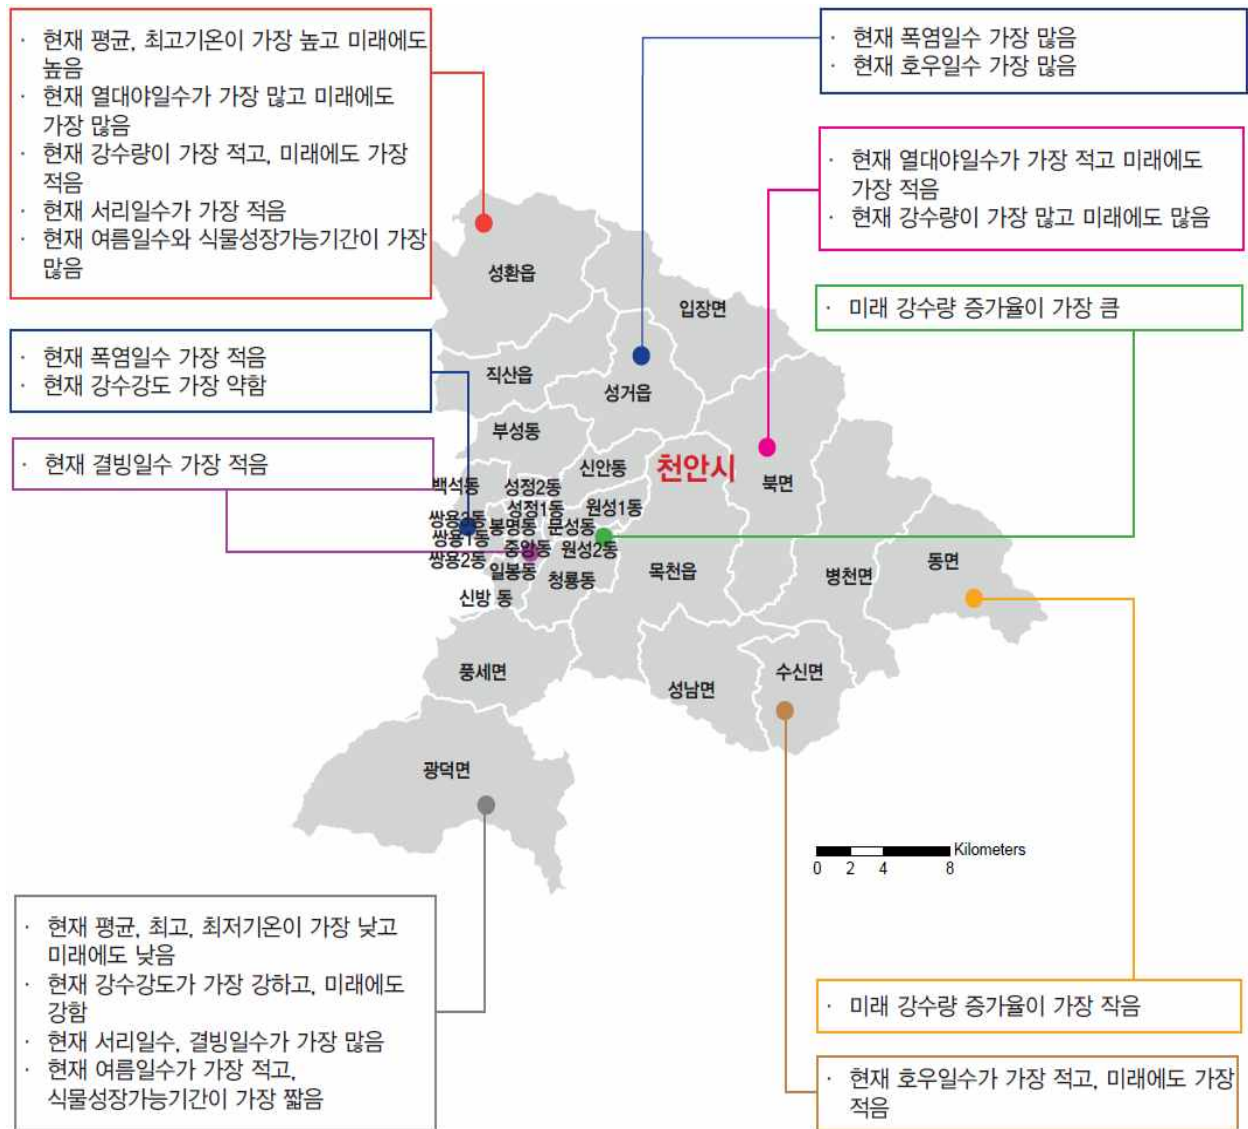 · 현재 평균, 최고기온이 가장 높고 미래에도
높음
· 현재 열대야일수가 가장 많고 미래에도
가장 많음
· 현재 강수량이 가장 적고, 미래에도 가장
적음
· 현재 서리일수가 가장 적음
· 현재 여름일수와 식물성장가능기간이 가장
많음
· 현재 폭염일수 가장 많음
· 현재 호우일수 가장 많음
· 현재 열대야일수가 가장 적고 미래에도
가장 적음
· 현재 강수량이 가장 많고 미래에도 많음
· 미래 강수량 증가율이 가장 큼
· 현재 폭염일수 가장 적음
· 현재 강수강도 가장 약함
· 현재 결빙일수 가장 적음
성환읍
입장면
직산읍
성거읍
부성동
신안동
천안시
북면
백석동
성정2동
성정1동
원성1동
쌍용3동
봉명동
문성동
쌍용1동
중앙동
원성2동
쌍용2동
일봉동
청룡동
목천읍
병천면
동면
신방 동
풍세면
성남면
수신면
광덕면
Kilometers
0 2 4 8
· 현재 평균, 최고, 최저기온이 가장 낮고
미래에도 낮음
· 현재 강수강도가 가장 강하고, 미래에도
강함
· 현재 서리일수, 결빙일수가 가장 많음
· 현재 여름일수가 가장 적고,
식물성장가능기간이 가장 짧음
· 미래 강수량 증가율이 가장 작음
· 현재 호우일수가 가장 적고, 미래에도 가장
적음